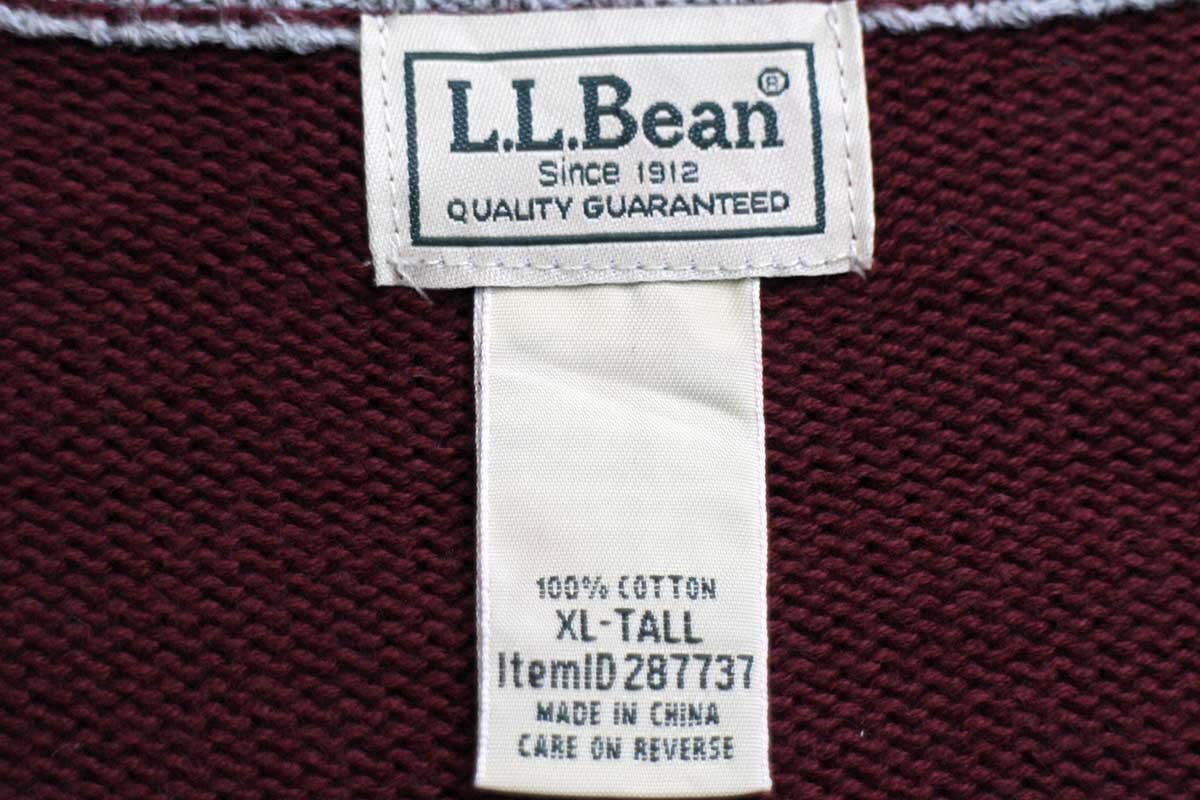 L.L.Bean®
Since 1912
QUALITY GUARANTEED
100% COTTON
XL-TALL
ItemID 287737
MADE IN CHINA
CARE ON REVERSE